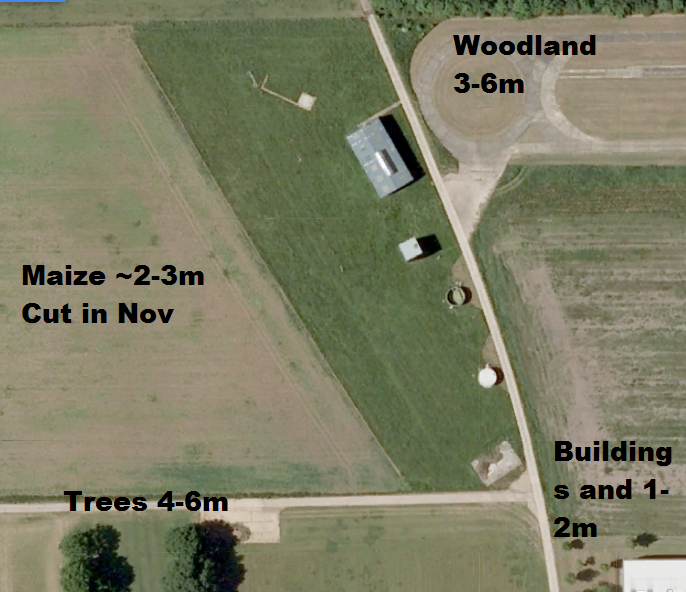 Woodland
3-6m
Maize ~2-3m
Cut in Nov
Building
s and 1-
2m
Trees 4-6m